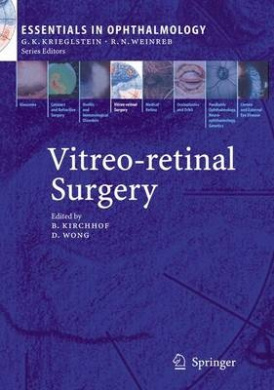 ESSENTIALS IN OPHTHALMOLOGY
G. K. KRIEGLSTEIN · R. N. WEINREB
Series Editors
Glaucoma
Cataract and Refractive Surgery
Uveitis and Immunological Disorders
Vitreo-retinal Surgery
Medical Retina
Oculoplastics and Orbit
Paediatric Ophthalmology, Neuro-ophthalmology, Genetics
Cornea and External Eye Disease
Vitreo-retinal
Surgery
Edited by
B. KIRCHHOF
D. WONG
Springer